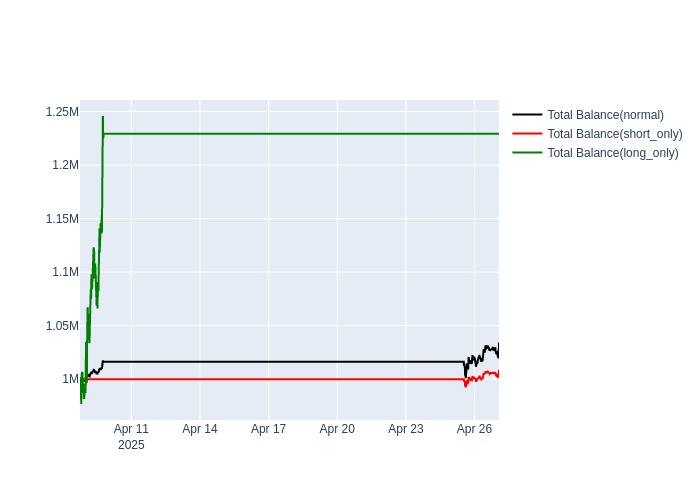 1.25M
1.2M
1.15M
1.1M
1.05M
1M
Apr 11
2025
Apr 14
Apr 17
Apr 20
Apr 23
Apr 26
Total Balance(normal)
Total Balance(short_only)
Total Balance(long_only)